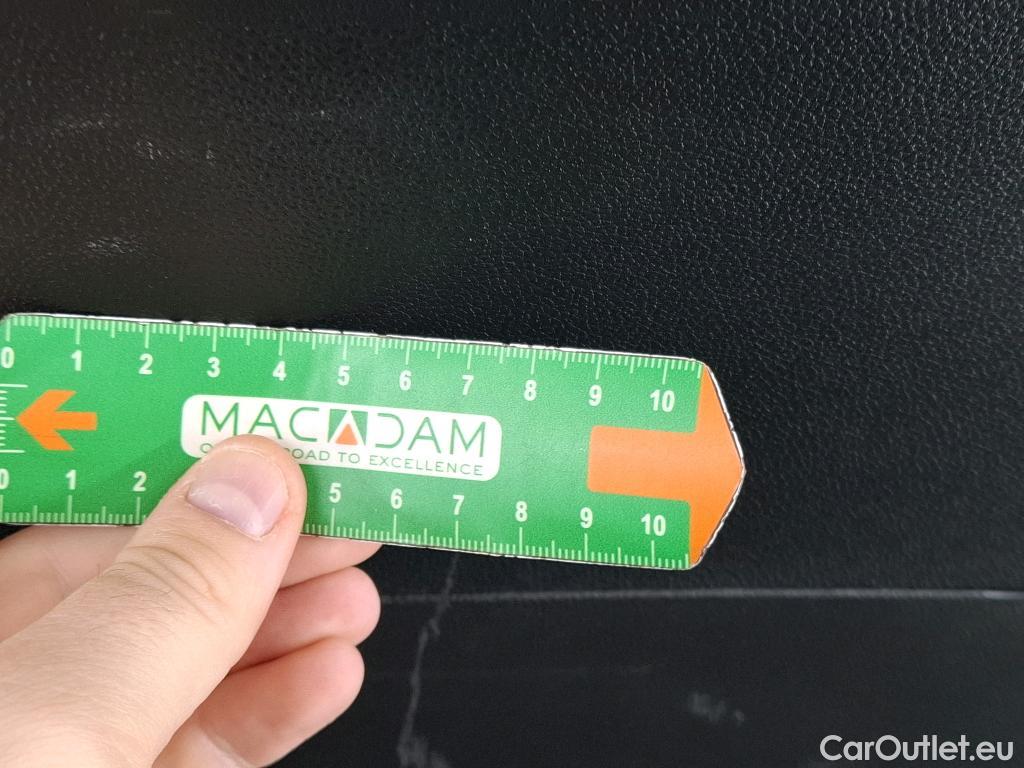 0 1 2 3 4 5 6 7 8 9 10
MACADAM
O ROAD TO EXCELLENCE
0 1 2 5 6 7 8 9 10
CarOutlet.eu